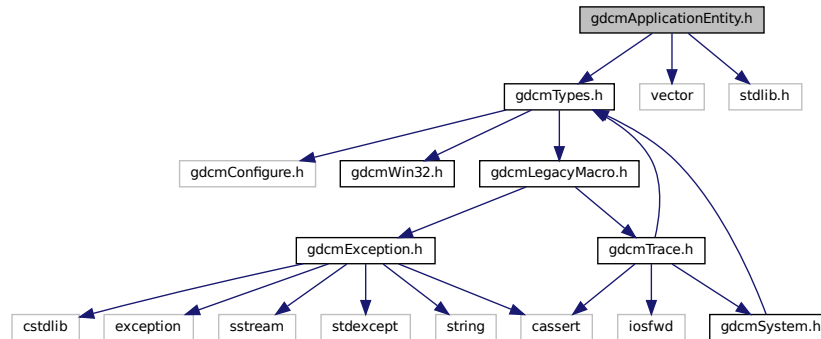 gdcmApplicationEntity.h
gdcmTypes.h
vector
stdlib.h
gdcmConfigure.h
gdcmWin32.h
gdcmLegacyMacro.h
gdcmException.h
gdcmTrace.h
cstdlib
exception
sstream
stdexcept
string
cassert
iosfwd
gdcmSystem.h